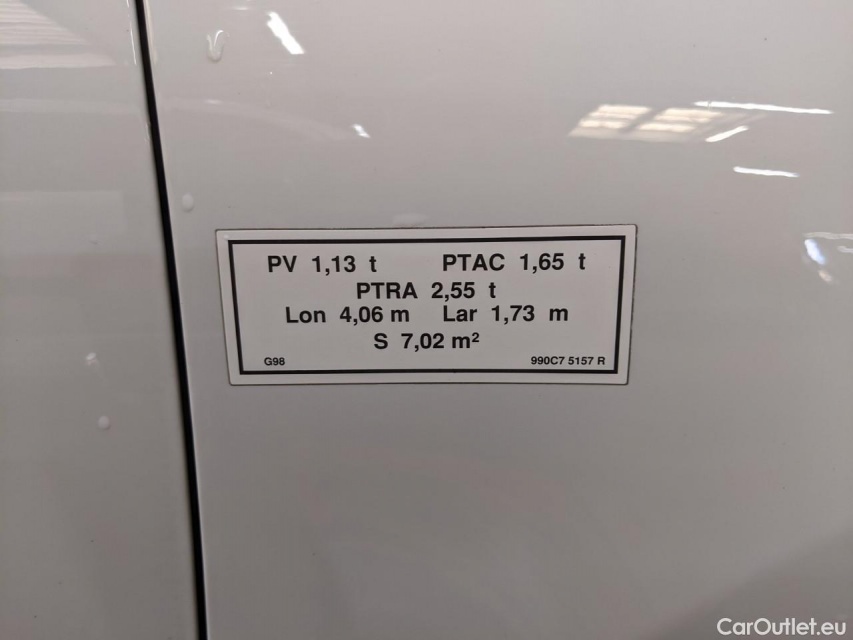 PV 1,13 t PTAC 1,65 t
PTRA 2,55 t
Lon 4,06 m Lar 1,73 m
S 7,02 m²
G98 990C7 5157 R
CarOutlet.eu